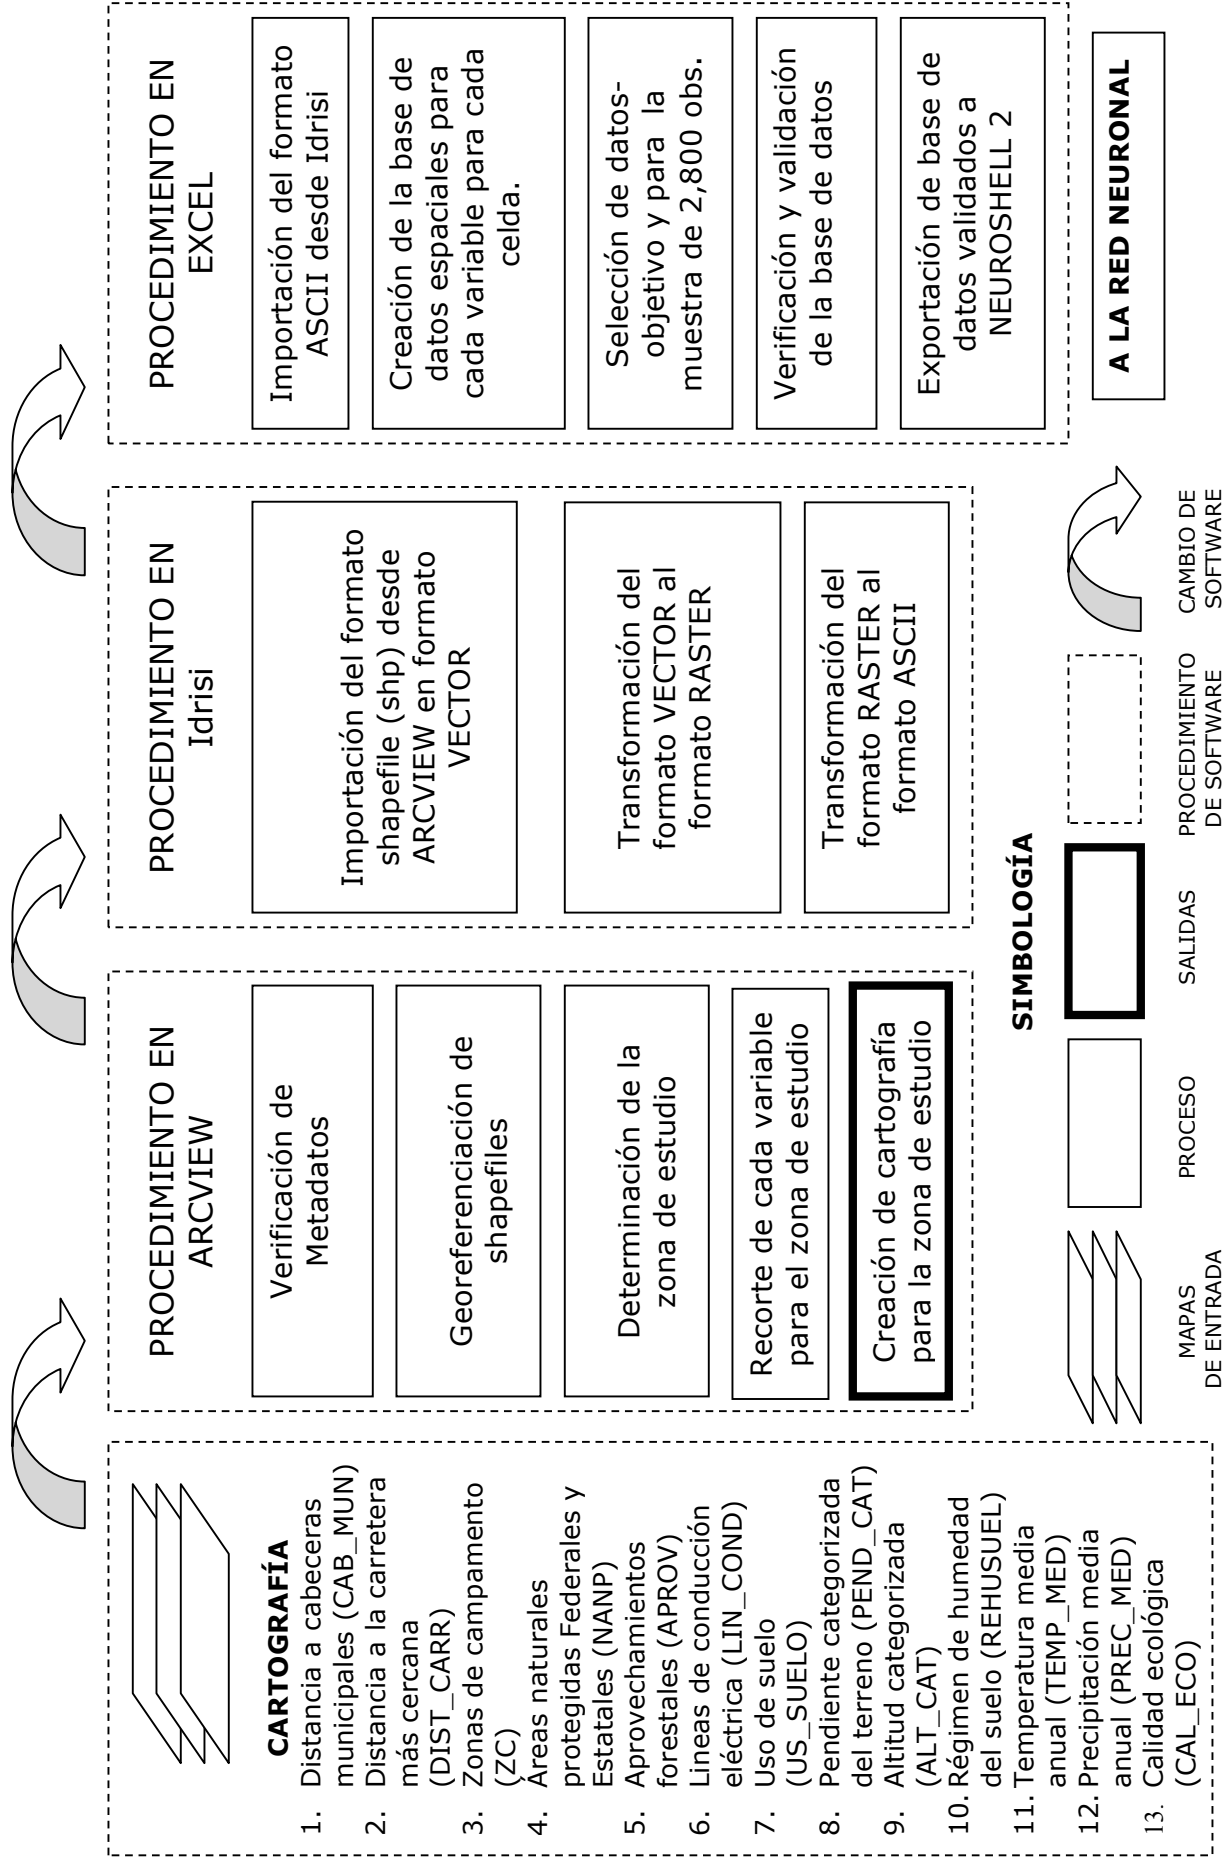 CARTOGRAFÍA
1. Distancia a cabeceras
municipales (CAB_MUN)
2. Distancia a la carretera
más cercana
(DIST_CARR)
3. Zonas de campamento
(ZC)
4. Áreas naturales
protegidas Federales y
Estatales (NANP)
5. Aprovechamientos
forestales (APROV)
6. Lineas de conducción
eléctrica (LIN_COND)
7. Uso de suelo
(US_SUELO)
8. Pendiente categorizada
del terreno (PEND_CAT)
9. Altitud categorizada
(ALT_CAT)
10. Régimen de humedad
del suelo (REHUSUEL)
11. Temperatura media
anual (TEMP_MED)
12. Precipitación media
anual (PREC_MED)
13. Calidad ecológica
(CAL_ECO)
PROCEDIMIENTO EN
ARCVIEW
Verificación de
Metadatos
Georeferenciación de
shapefiles
Determinación de la
zona de estudio
Recorte de cada variable
para el zona de estudio
Creación de cartografía
para la zona de estudio
PROCEDIMIENTO EN
Idrisi
Importación del formato
shapefile (shp) desde
ARCVIEW en formato
VECTOR
Transformación del
formato VECTOR al
formato RASTER
Transformación del
formato RASTER al
formato ASCII
PROCEDIMIENTO EN
EXCEL
Importación del formato
ASCII desde Idrisi
Creación de la base de
datos espaciales para
cada variable para cada
celda.
Selección de datos-
objetivo y para la
muestra de 2,800 obs.
Verificación y validación
de la base de datos
Exportación de base de
datos validados a
NEUROSHELL 2
A LA RED NEURONAL
SIMBOLOGÍA
MAPAS
DE ENTRADA
PROCESO
SALIDAS
PROCEDIMIENTO
DE SOFTWARE
CAMBIO DE
SOFTWARE